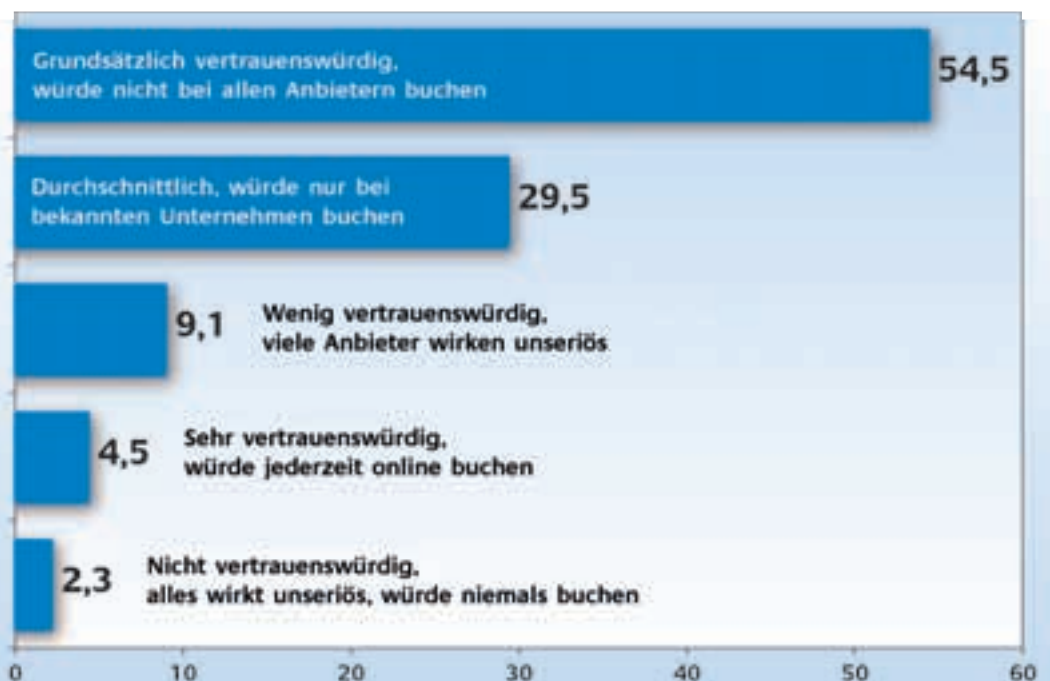 Grundsätzlich vertrauenswürdig,
würde nicht bei allen Anbietern buchen
54,5
Durchschnittlich, würde nur bei
bekannten Unternehmen buchen
29,5
9,1
Wenig vertrauenswürdig,
viele Anbieter wirken unseriös
4,5
Sehr vertrauenswürdig,
würde jederzeit online buchen
2,3
Nicht vertrauenswürdig,
alles wirkt unseriös, würde niemals buchen
0 10 20 30 40 50 60